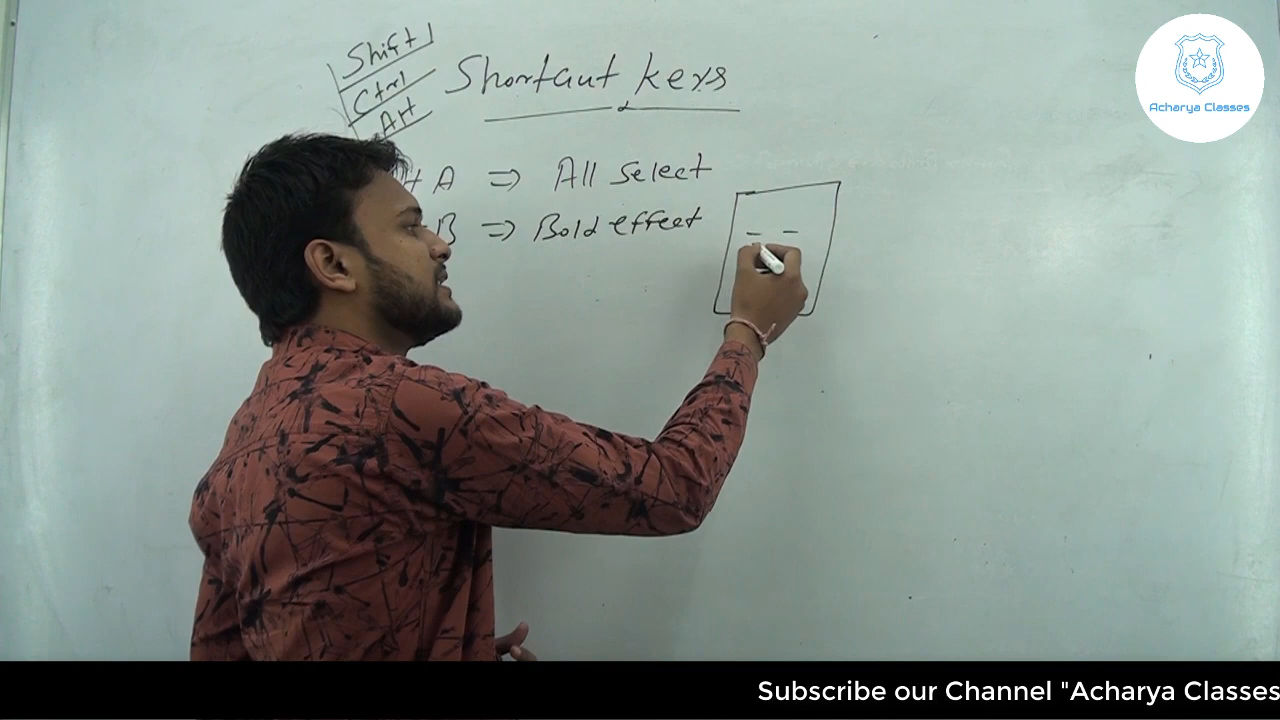 Shift
Ctrl
Alt
Shortcut keys
A => All select
B => Bold effect
Acharya Classes
Subscribe our Channel "Acharya Classes